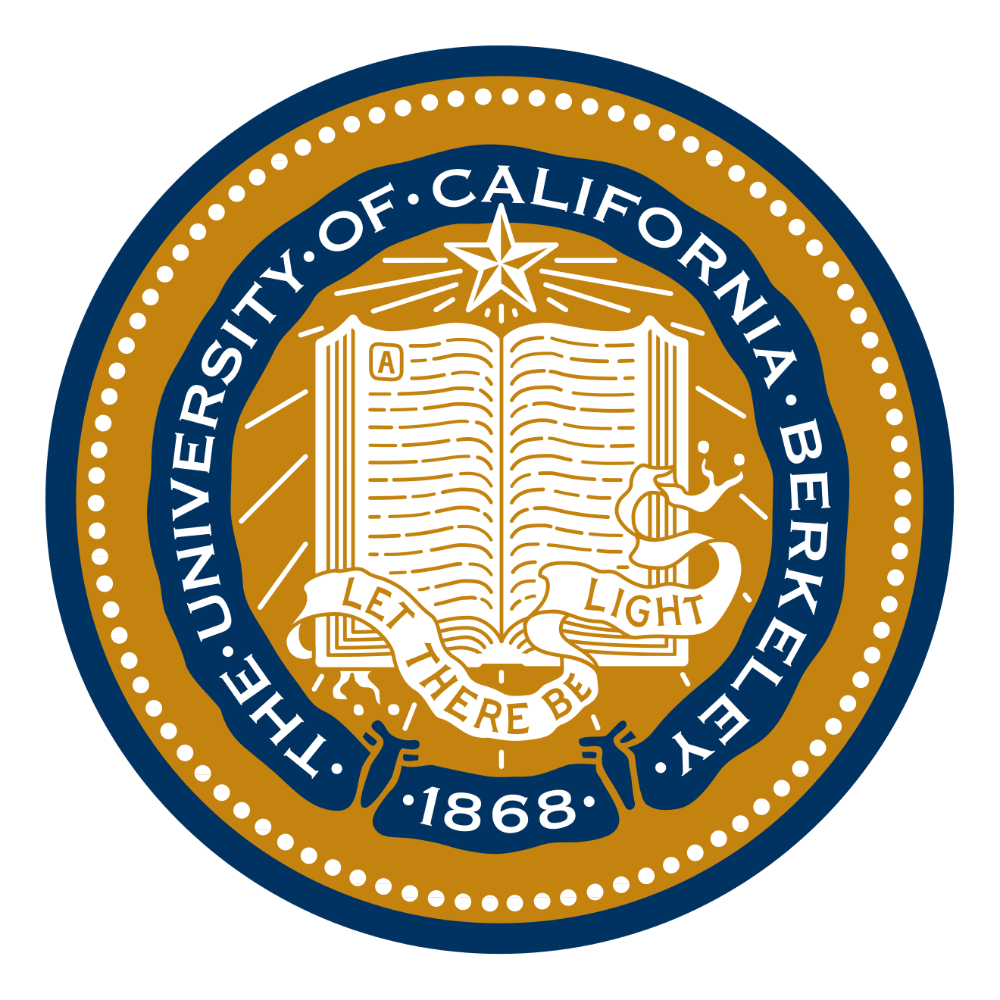 ·THE·UNIVERSITY·OF·CALIFORNIA·BERKELEY·
A
LET THERE BE LIGHT
·1868·